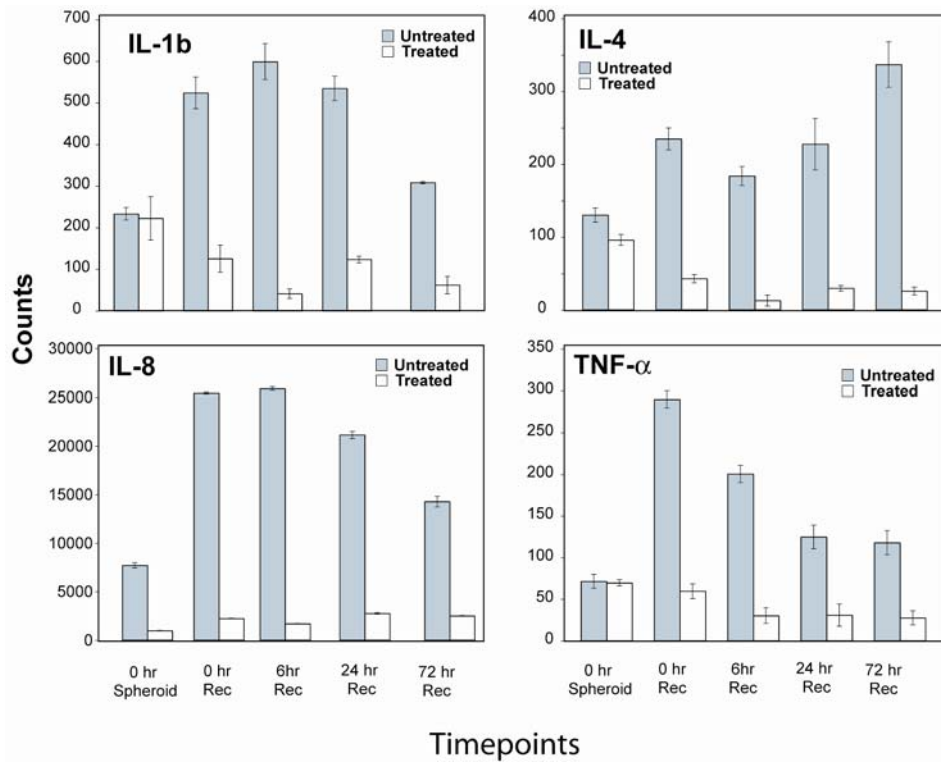 IL-1b
Untreated
Treated
700
600
500
400
300
200
100
0
IL-4
Untreated
Treated
400
300
200
100
0
Counts
IL-8
Untreated
Treated
30000
25000
20000
15000
10000
5000
0
0 hr
Spheroid
0 hr
Rec
6hr
Rec
24 hr
Rec
72 hr
Rec
TNF-α
Untreated
Treated
350
300
250
200
150
100
50
0
0 hr
Spheroid
0 hr
Rec
6hr
Rec
24 hr
Rec
72 hr
Rec
Timepoints